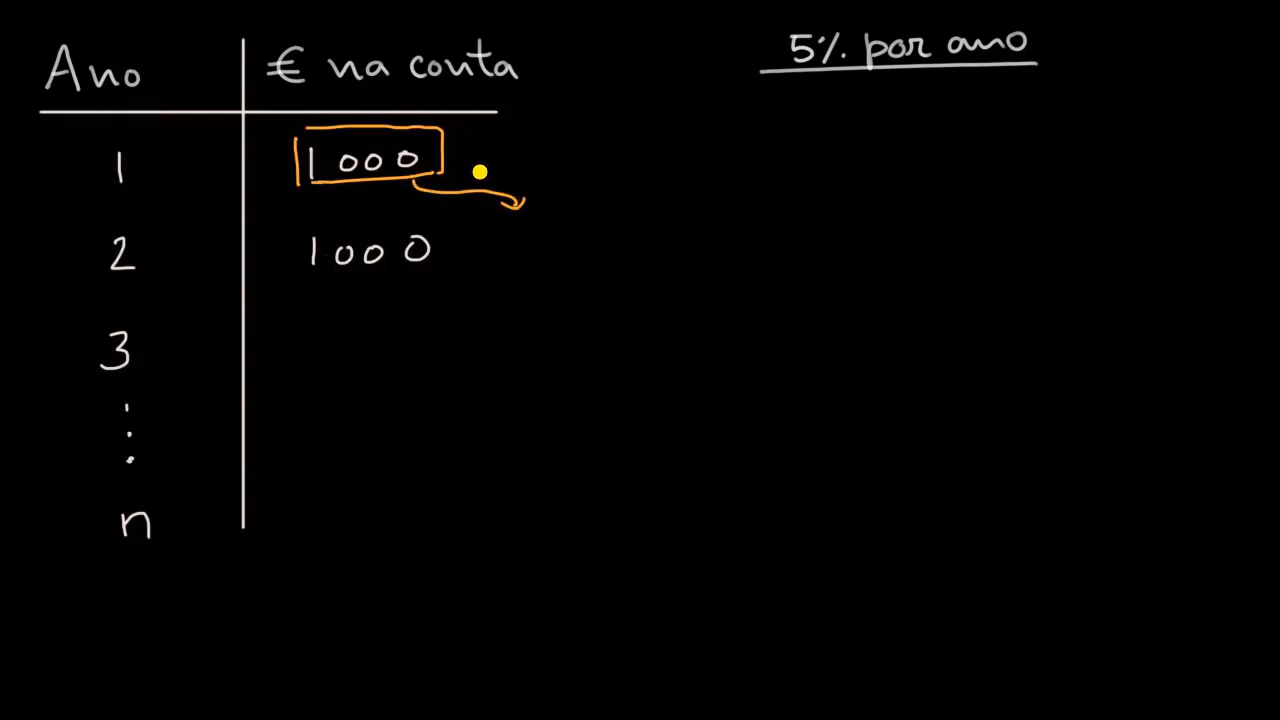 Ano € na conta 5% por ano
1 1000
2 1000
3
n